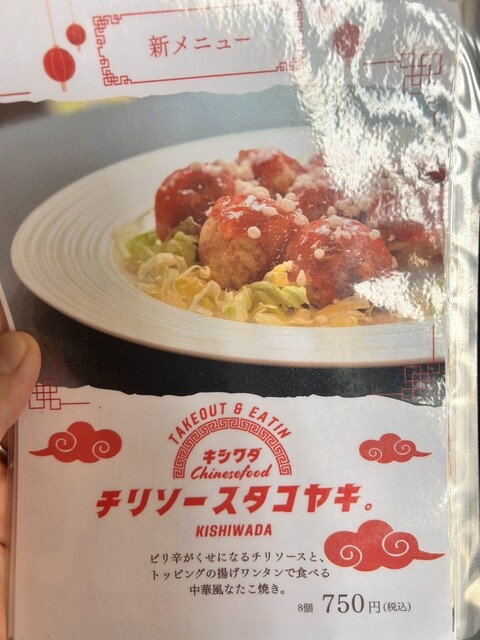 新メニュー
TAKEOUT & EATIN
キシワダ
Chinesefood
チリソースタコヤキ。
KISHIWADA
ピリ辛がくせになるチリソースと、
トッピングの揚げワンタンで食べる
中華風なたこ焼き。
8個 750円(税込)